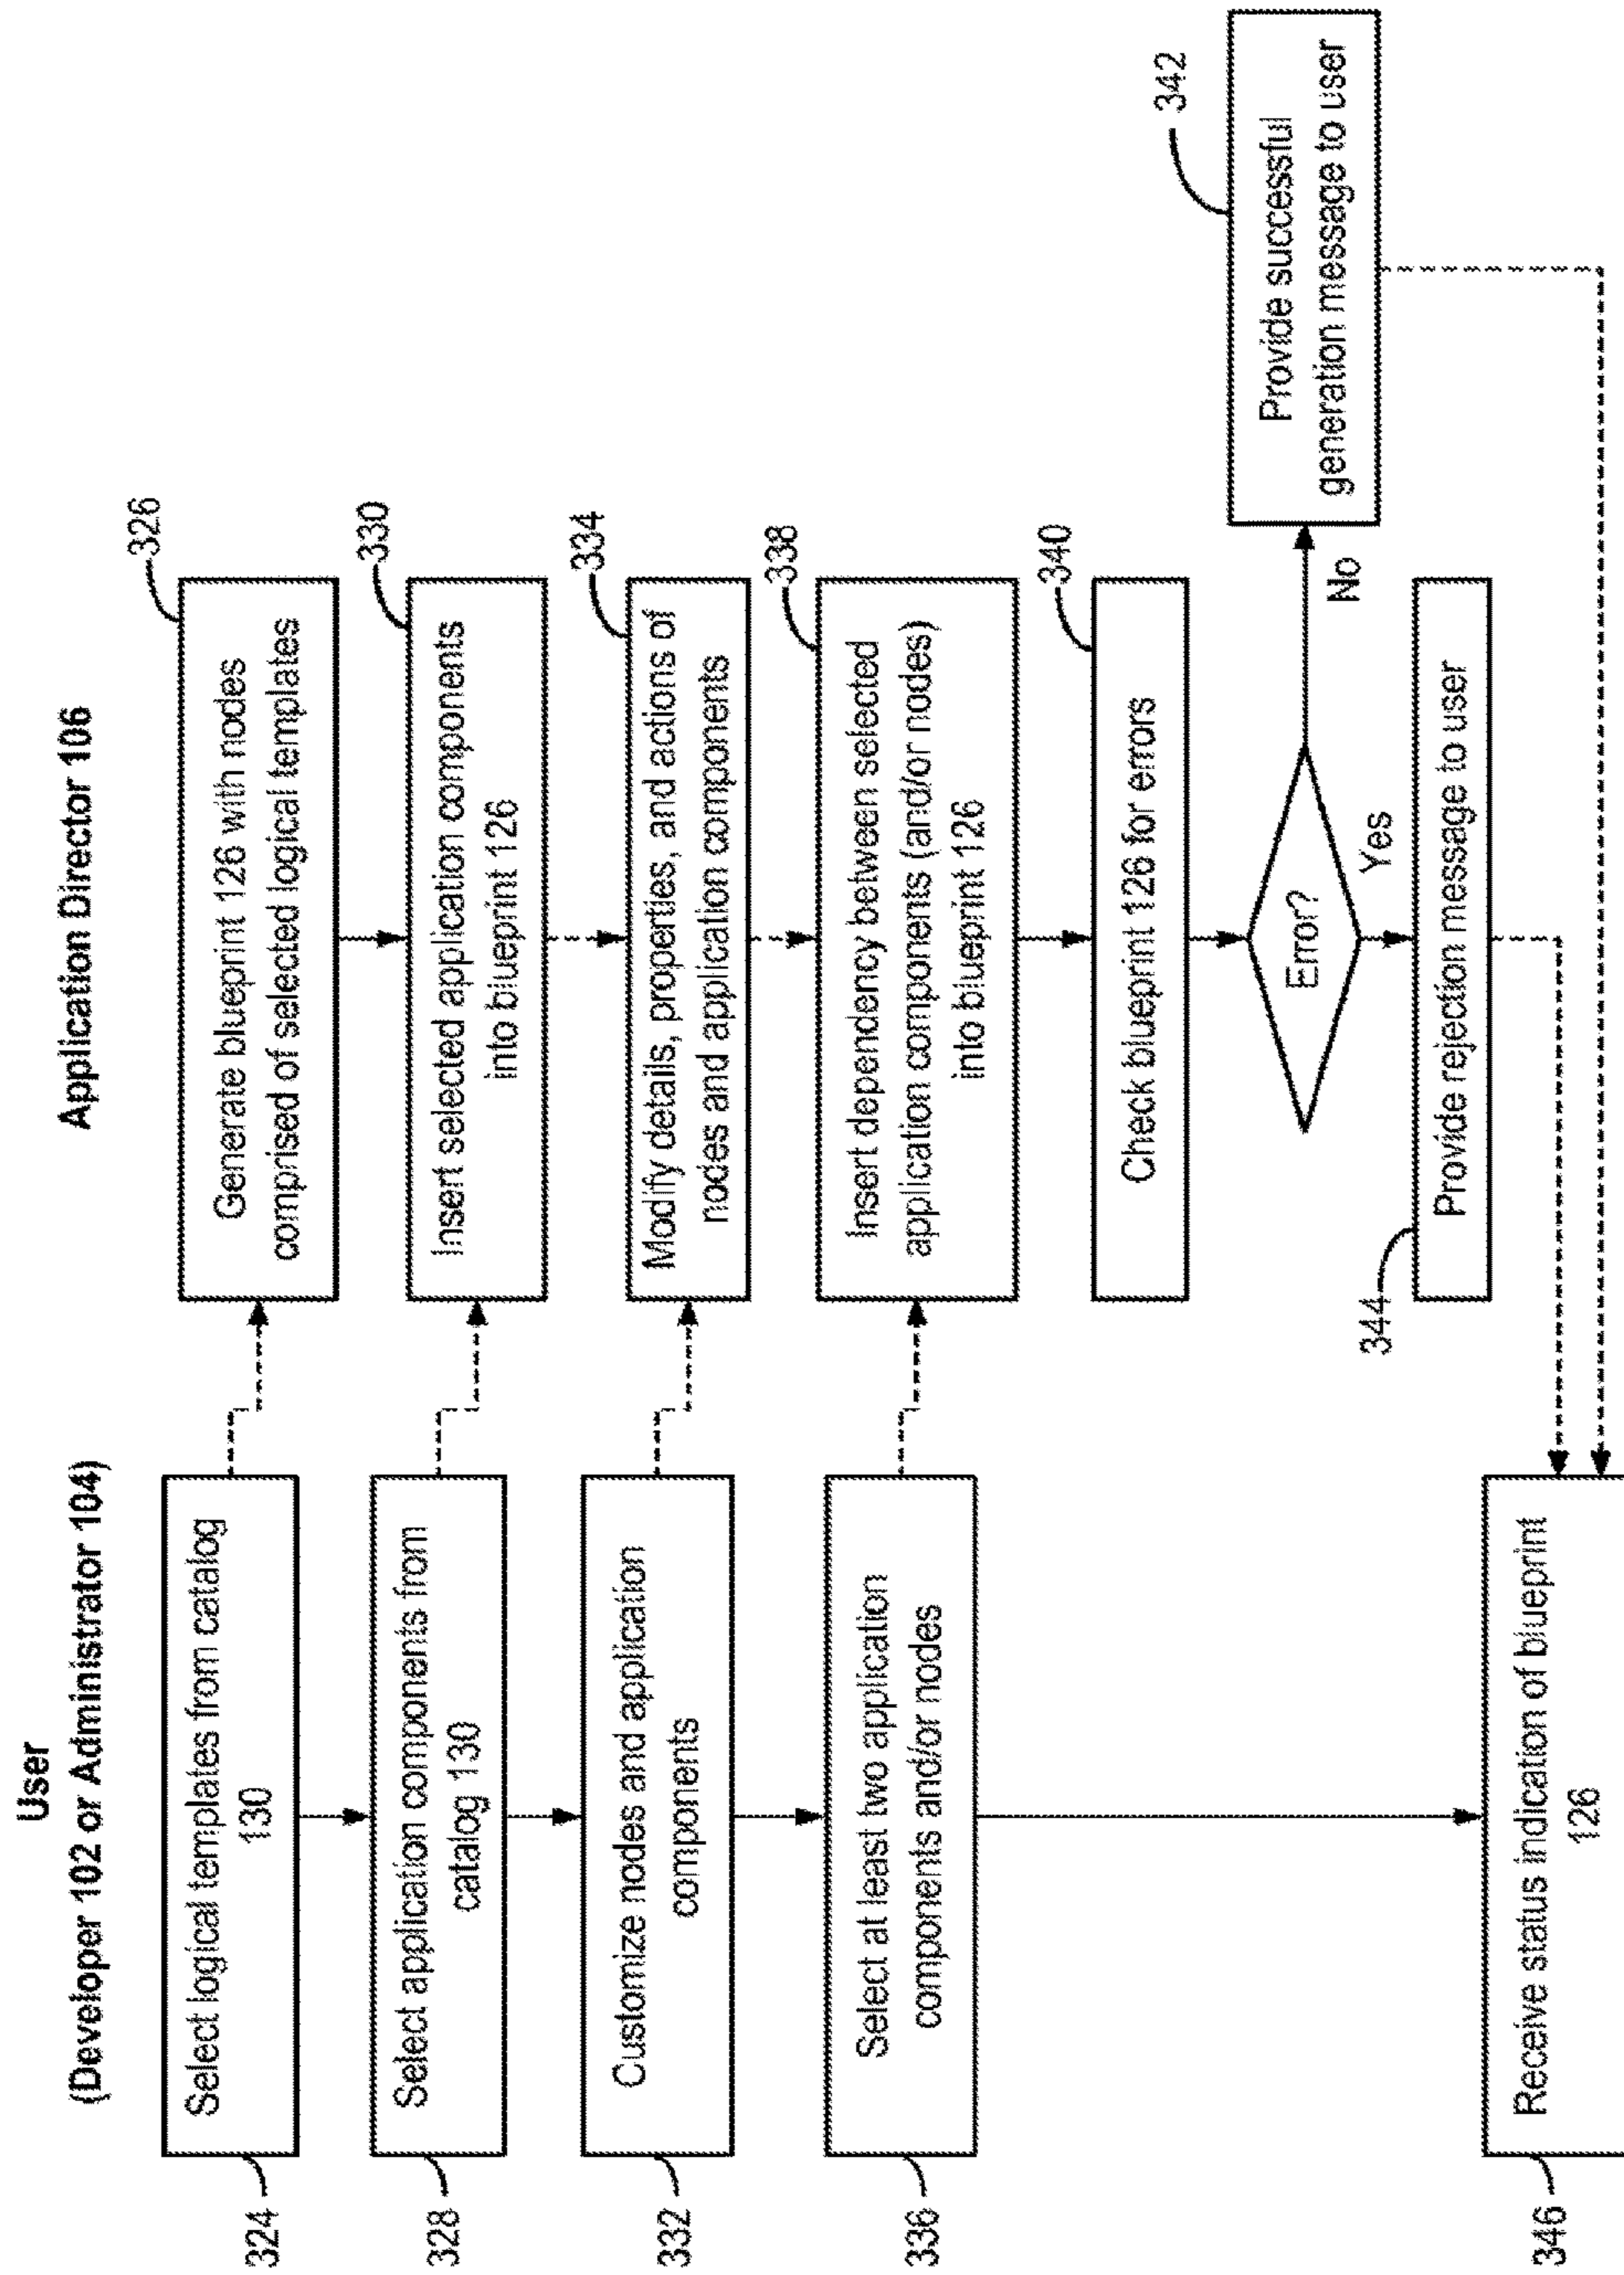 User
(Developer 102 or Administrator 104)
Application Director 106
324
Select logical templates from catalog
130
326
Generate blueprint 126 with nodes
comprised of selected logical templates
328
Select application components from
catalog 130
330
Insert selected application components
into blueprint 126
332
Customize nodes and application
components
334
Modify details, properties, and actions of
nodes and application components
336
Select at least two application
components and/or nodes
338
Insert dependency between selected
application components (and/or nodes)
into blueprint 126
340
Check blueprint 126 for errors
Error?
No
Yes
342
Provide successful
generation message to user
344
Provide rejection message to user
346
Receive status indication of blueprint
126